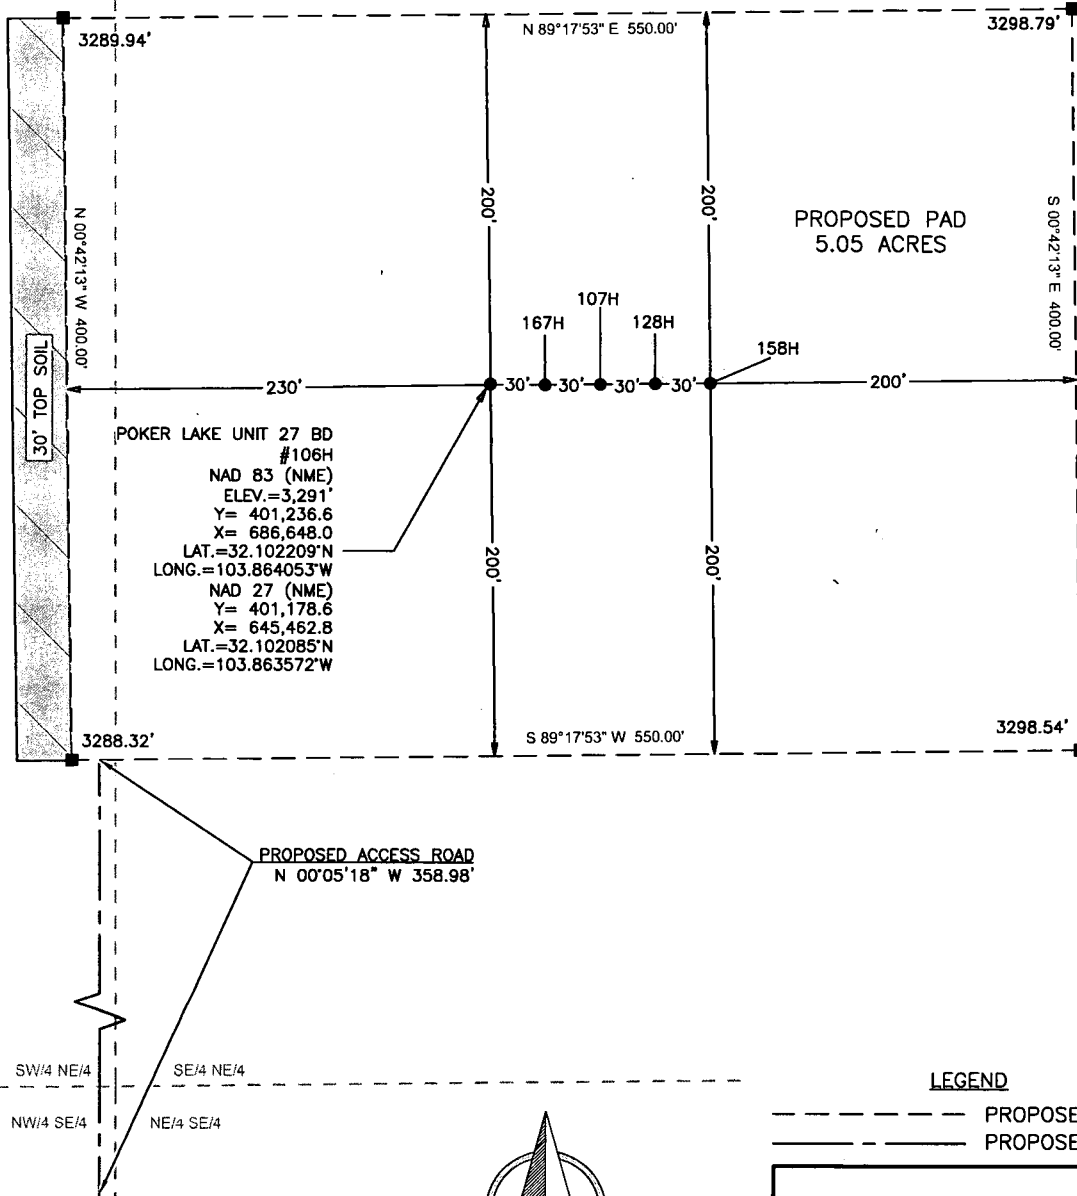 3289.94'
N 89°17'53" E 550.00'
3298.79'
N 00°42'13" W 400.00'
200'
200'
PROPOSED PAD
5.05 ACRES
S 00°42'13" E 400.00'
107H
167H
128H
158H
30' TOP SOIL
230'
30'
30'
30'
30'
200'
POKER LAKE UNIT 27 BD
#106H
NAD 83 (NME)
ELEV.=3,291'
Y= 401,236.6
X= 686,648.0
LAT.=32.102209°N
LONG.=103.864053°W
NAD 27 (NME)
Y= 401,178.6
X= 645,462.8
LAT.=32.102085°N
LONG.=103.863572°W
200'
200'
3288.32'
S 89°17'53" W 550.00'
3298.54'
PROPOSED ACCESS ROAD
N 00°05'18" W 358.98'
SW/4 NE/4
SE/4 NE/4
NW/4 SE/4
NE/4 SE/4
LEGEND
PROPOSE
PROPOSE